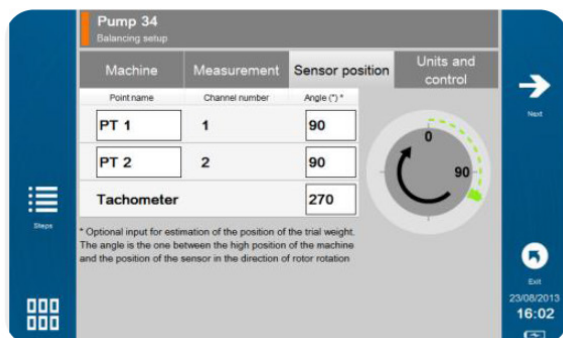 Pump 34
Balancing setup
Machine
Measurement
Sensor position
Units and
control
Point name
Channel number
Angle (°) *
PT 1
1
90
PT 2
2
90
Tachometer
270
* Optional input for estimation of the position of the trial weight.
The angle is the one between the high position of the machine
and the position of the sensor in the direction of rotor rotation
0
90
Steps
Next
Exit
23/08/2013
16:02